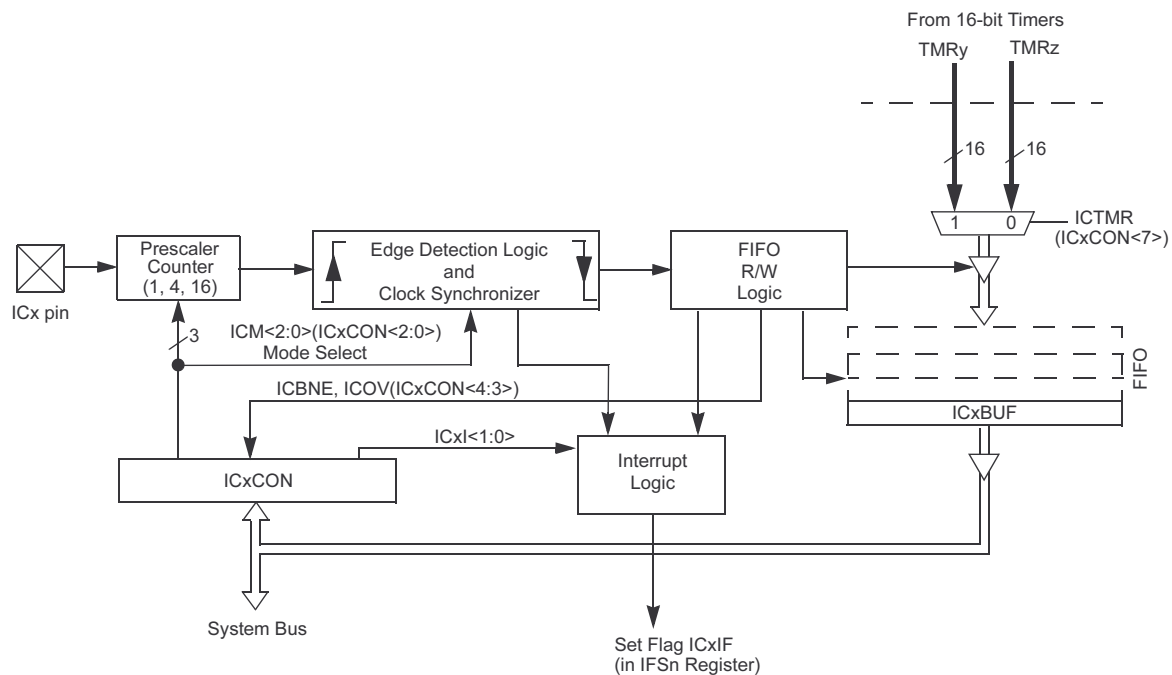 From 16-bit Timers
TMRy TMRz
16 16
1 0
ICTMR
(ICxCON<7>)
Prescaler
Counter
(1, 4, 16)
Edge Detection Logic
and
Clock Synchronizer
FIFO
R/W
Logic
ICx pin
3
ICM<2:0>(ICxCON<2:0>)
Mode Select
FIFO
ICBNE, ICOV(ICxCON<4:3>)
ICxBUF
ICxI<1:0>
Interrupt
Logic
ICxCON
System Bus
Set Flag ICxIF
(in IFSn Register)